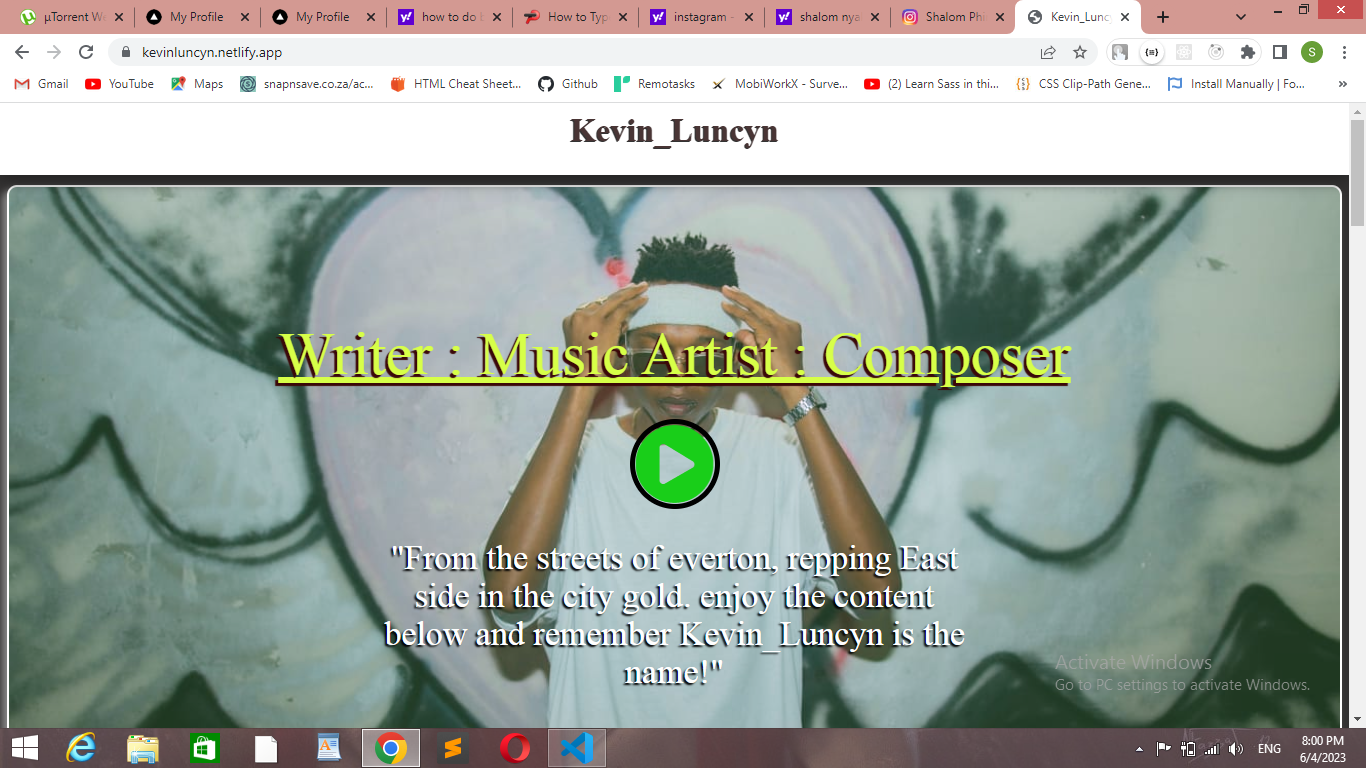 µTorrent We
My Profile
My Profile
how to do b
How to Typ
instagram -
shalom nya
Shalom Phi
Kevin_Lunc
kevinluncyn.netlify.app
S
Gmail
YouTube
Maps
snapnsave.co.za/ac...
HTML Cheat Sheet...
Github
Remotasks
MobiWorkX - Surve...
(2) Learn Sass in thi...
CSS Clip-Path Gene...
Install Manually | Fo...
»
Kevin_Luncyn
Writer : Music Artist : Composer
"From the streets of everton, repping East
side in the city gold. enjoy the content
below and remember Kevin_Luncyn is the
name!"
Activate Windows
Go to PC settings to activate Windows.
ENG
8:00 PM
6/4/2023